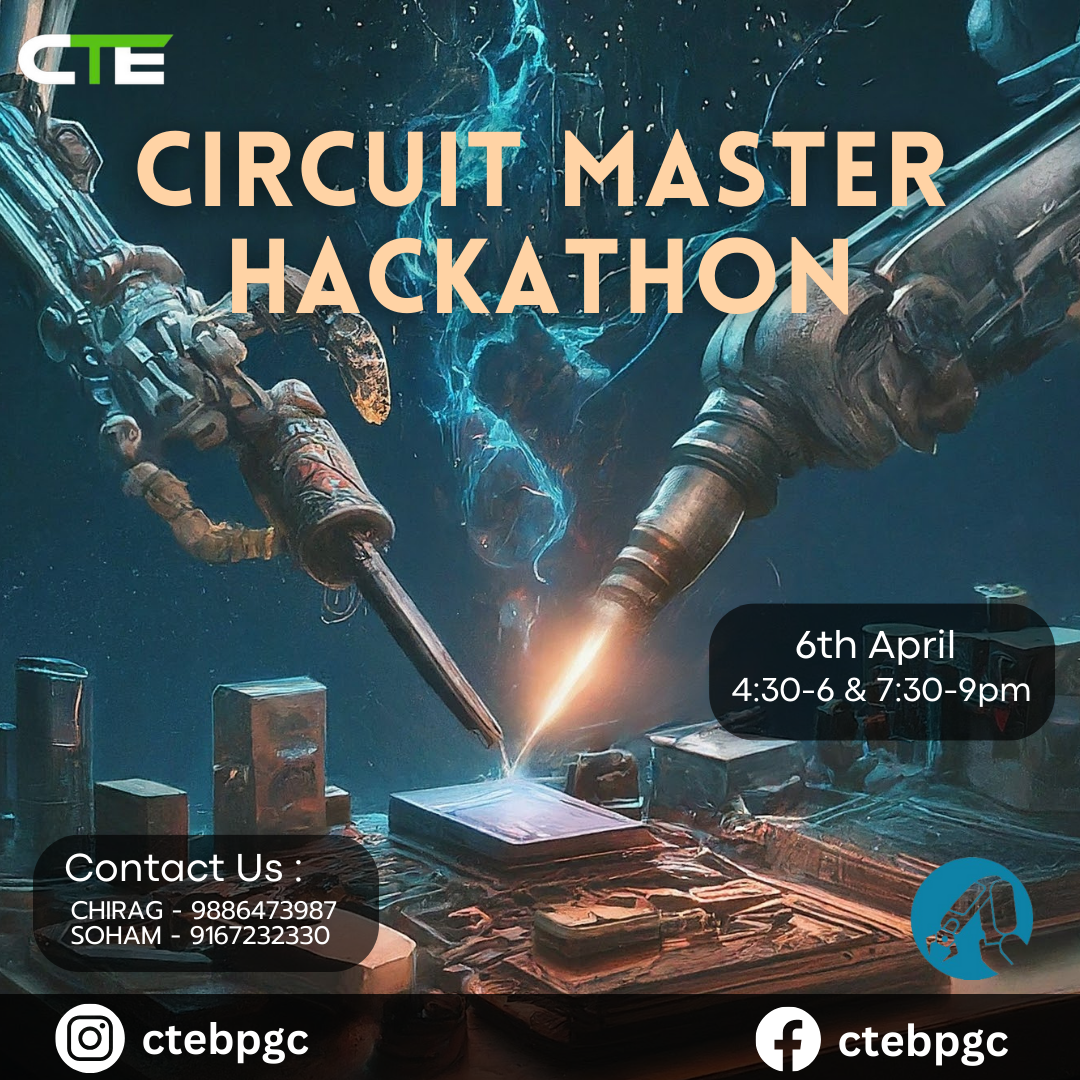 CTE
CIRCUIT MASTER
HACKATHON
6th April
4:30-6 & 7:30-9pm
Contact Us :
CHIRAG - 9886473987
SOHAM - 9167232330
ctebpgc
ctebpgc